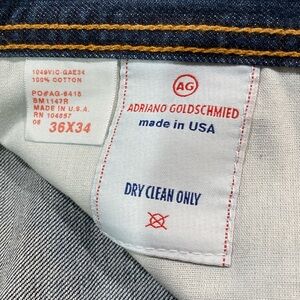 1049VIC-GAE34
100% COTTON
PO#AG-6416
BM1147R
MADE IN U.S.A.
RN 104857
06
36X34
AG
ADRIANO GOLDSCHMIED
made in USA
DRY CLEAN ONLY